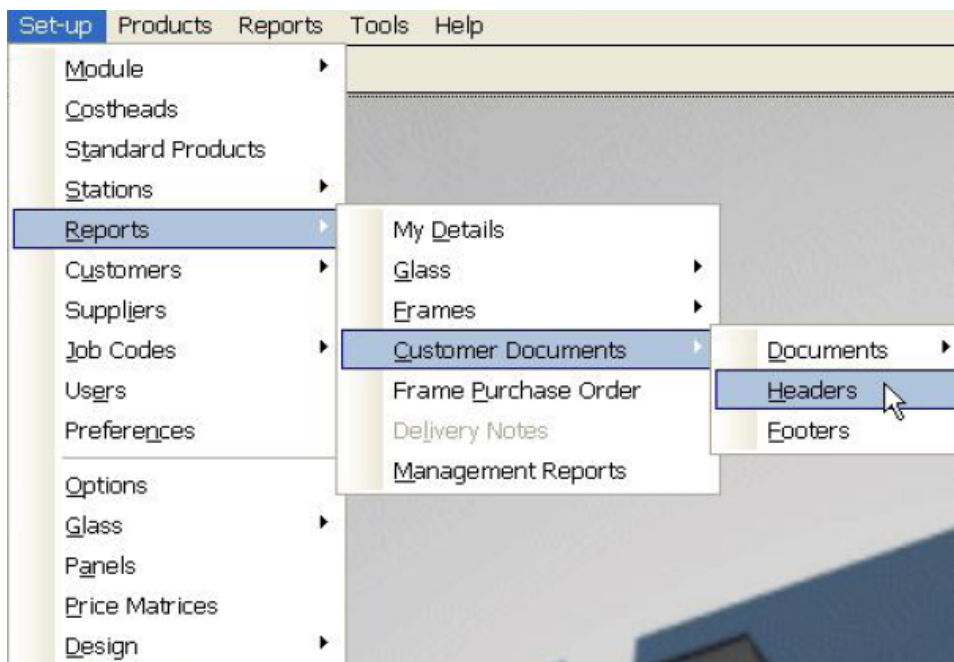 Set-up Products Reports Tools Help
Module
Costheads
Standard Products
Stations
Reports
Customers
Suppliers
Job Codes
Users
Preferences
Options
Glass
Panels
Price Matrices
Design
My Details
Glass
Frames
Customer Documents
Frame Purchase Order
Delivery Notes
Management Reports
Documents
Headers
Footers